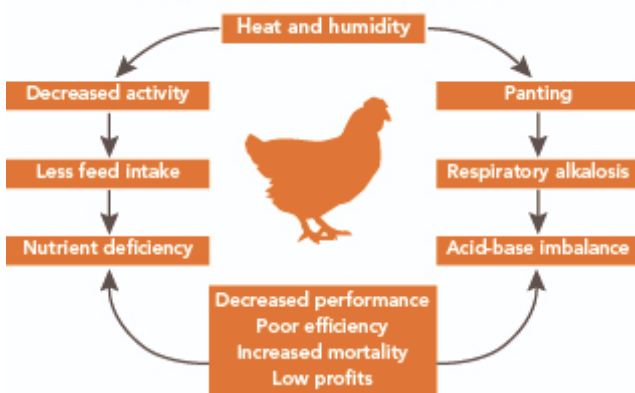 Heat and humidity
Decreased activity
Panting
Less feed intake
Respiratory alkalosis
Nutrient deficiency
Acid-base imbalance
Decreased performance
Poor efficiency
Increased mortality
Low profits